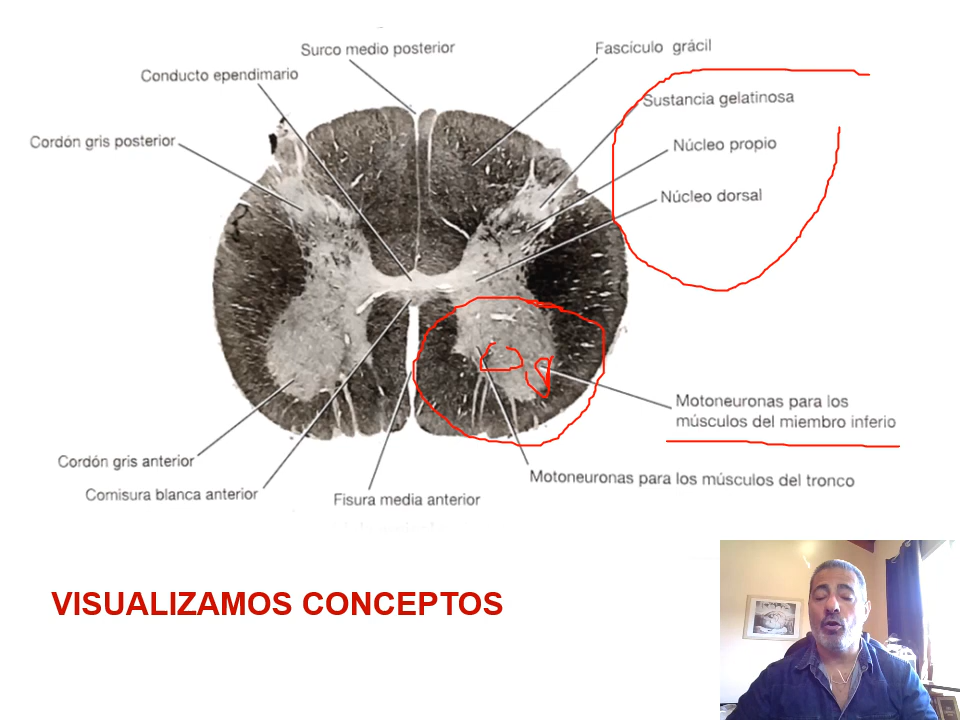 Surco medio posterior
Fascículo grácil
Conducto ependimario
Sustancia gelatinosa
Cordón gris posterior
Núcleo propio
Núcleo dorsal
Motoneuronas para los
músculos del miembro inferio
Cordón gris anterior
Motoneuronas para los músculos del tronco
Comisura blanca anterior
Fisura media anterior
VISUALIZAMOS CONCEPTOS